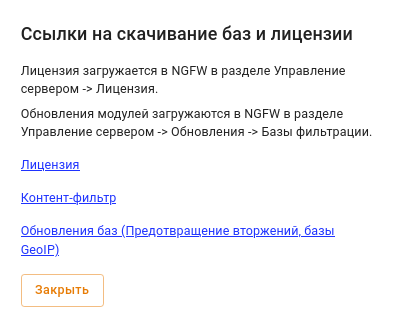 Ссылки на скачивание баз и лицензии
Лицензия загружается в NGFW в разделе Управление
сервером -> Лицензия.
Обновления модулей загружаются в NGFW в разделе
Управление сервером -> Обновления -> Базы фильтрации.
Лицензия
Контент-фильтр
Обновления баз (Предотвращение вторжений, базы
GeoIP)
Закрыть